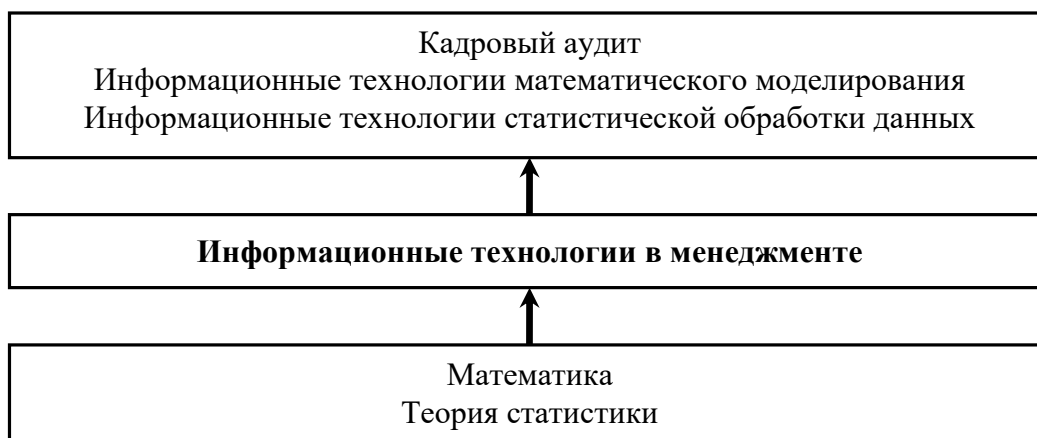 Кадровый аудит
Информационные технологии математического моделирования
Информационные технологии статистической обработки данных
Информационные технологии в менеджменте
Математика
Теория статистики